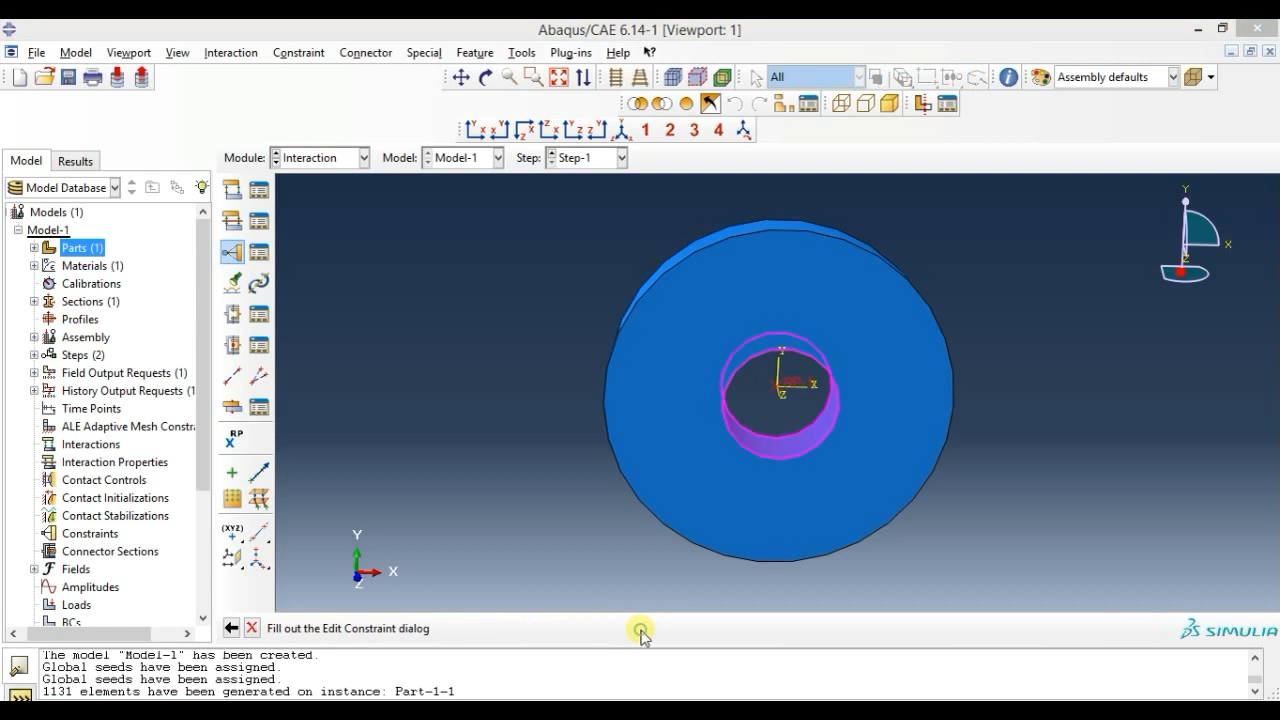 Abaqus/CAE 6.14-1 [Viewport: 1]
File Model Viewport View Interaction Constraint Connector Special Feature Tools Plug-ins Help
All Assembly defaults
1 2 3 4
Model Results
Module: Interaction Model: Model-1 Step: Step-1
Model Database
Models (1)
Model-1
Parts (1)
Materials (1)
Calibrations
Sections (1)
Profiles
Assembly
Steps (2)
Field Output Requests (1)
History Output Requests (1
Time Points
ALE Adaptive Mesh Constra
Interactions
Interaction Properties
Contact Controls
Contact Initializations
Contact Stabilizations
Constraints
Connector Sections
Fields
Amplitudes
Loads
BCs
RP
(XYZ)
Y
X
Z
Y
X
Z
Y
X
Z
Fill out the Edit Constraint dialog
SIMULIA
The model "Model-1" has been created.
Global seeds have been assigned.
Global seeds have been assigned.
1131 elements have been generated on instance: Part-1-1